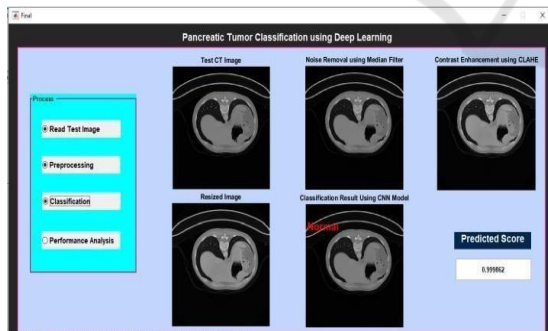 Final
Pancreatic Tumor Classification using Deep Learning
Test CT Image
Noise Removal using Median Filter
Contrast Enhancement using CLAHE
Process
Read Test Image
Preprocessing
Classification
Performance Analysis
Resized Image
Classification Result Using CNN Model
Normal
Predicted Score
0.999862